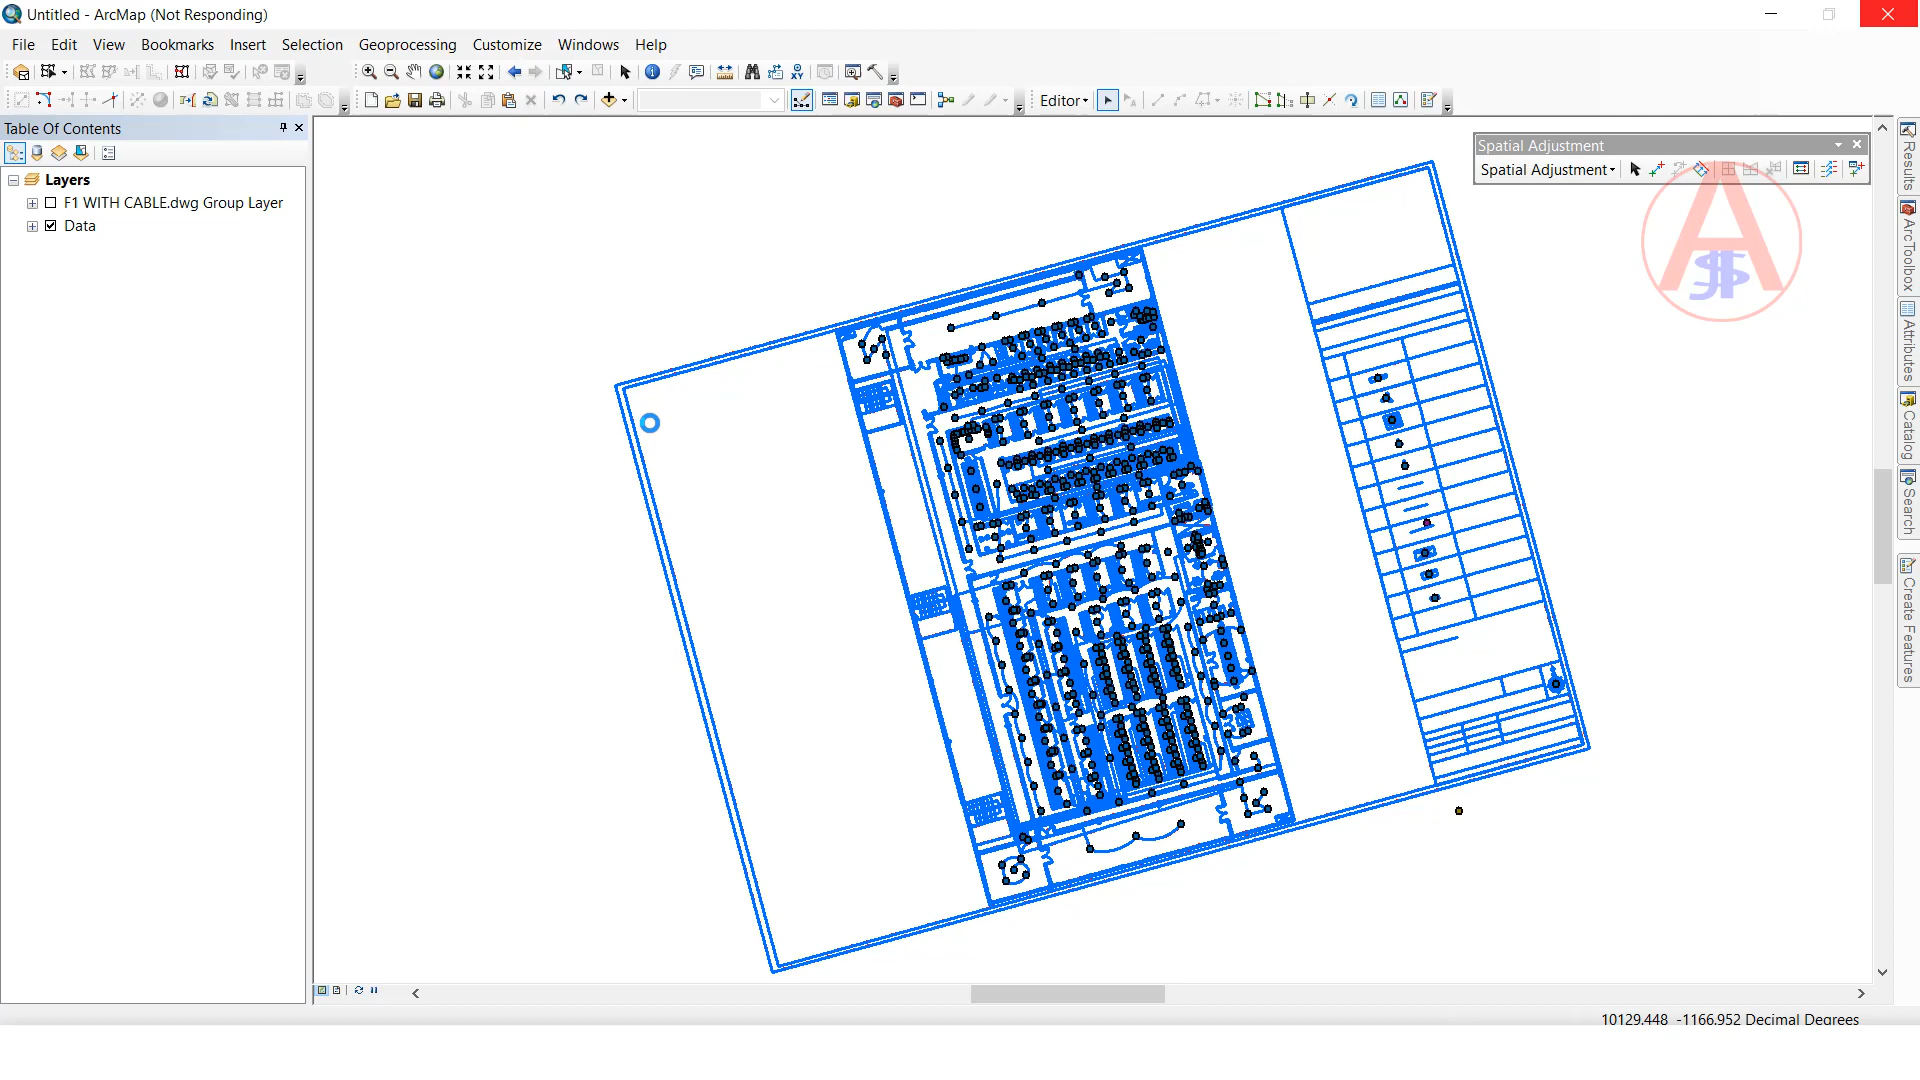 Untitled - ArcMap (Not Responding)
File Edit View Bookmarks Insert Selection Geoprocessing Customize Windows Help
XY
Editor
Table Of Contents
Layers
F1 WITH CABLE.dwg Group Layer
Data
Spatial Adjustment
Spatial Adjustment
A
Results
ArcToolbox
Attributes
Catalog
Search
Create Features
10129.448 -1166.952 Decimal Degrees